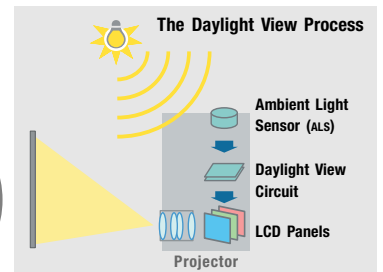 The Daylight View Process
Ambient Light
Sensor (ALS)
Daylight View
Circuit
LCD Panels
Projector